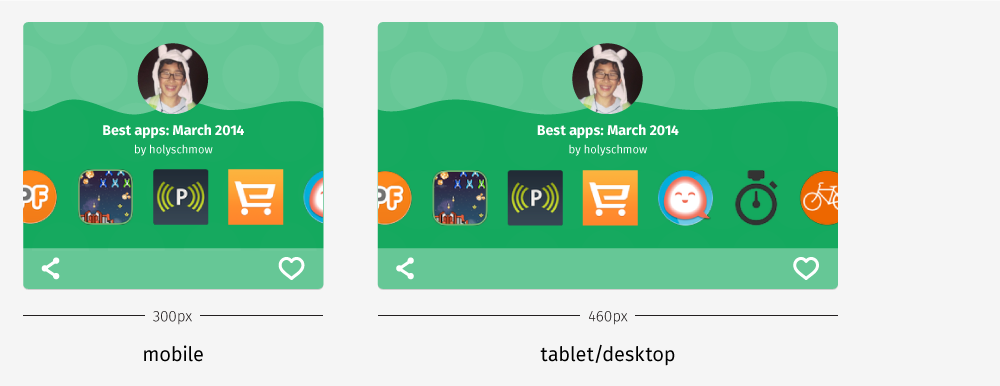 Best apps: March 2014
by holyschmow
PF
P
300px
mobile
Best apps: March 2014
by holyschmow
PF
P
460px
tablet/desktop